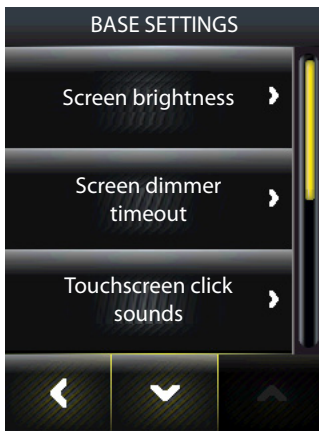 BASE SETTINGS
Screen brightness
Screen dimmer
timeout
Touchscreen click
sounds